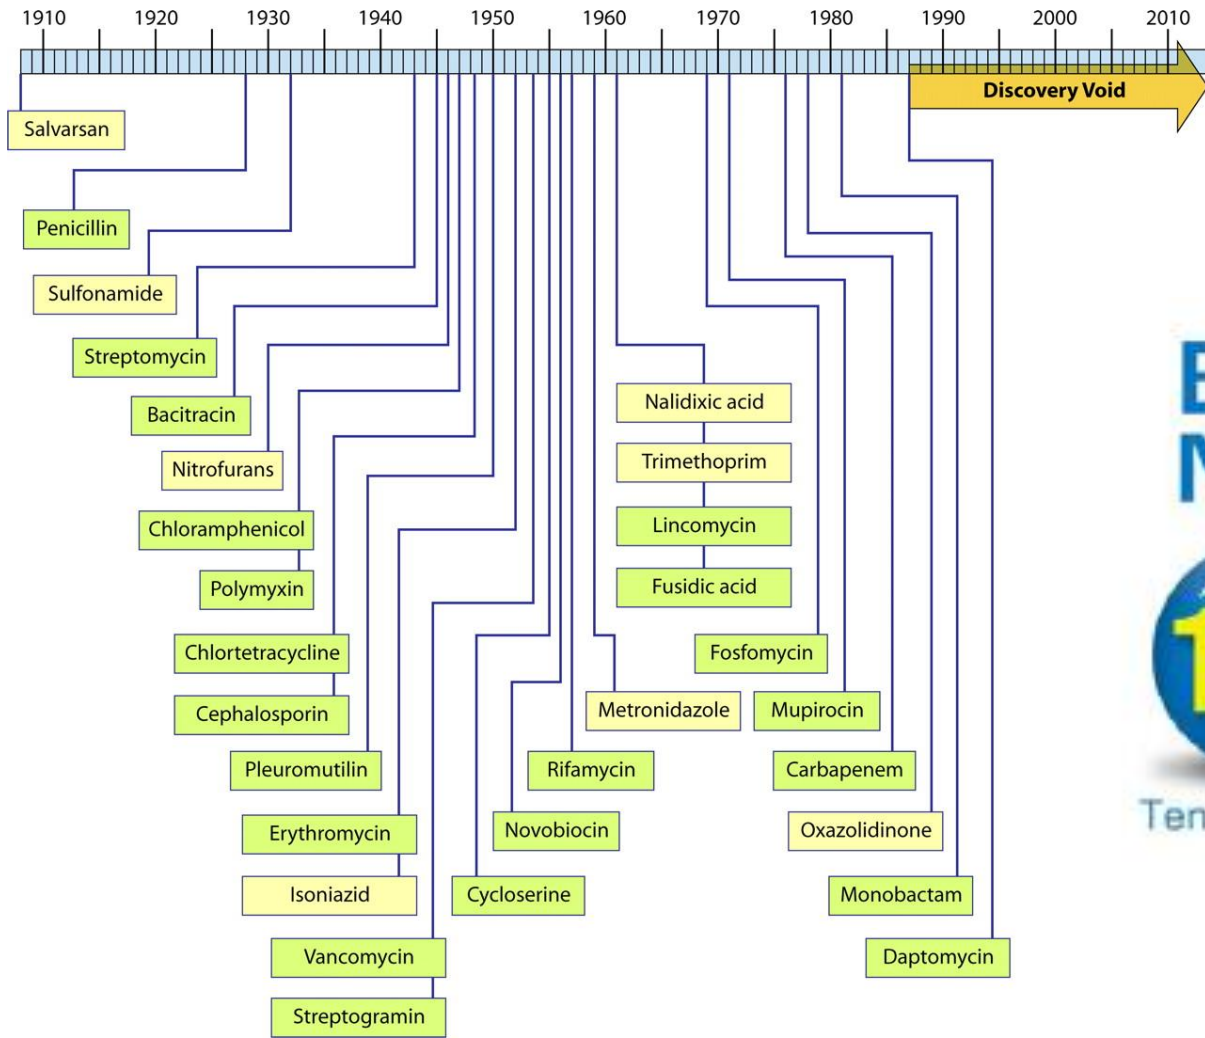 1910 1920 1930 1940 1950 1960 1970 1980 1990 2000 2010
Discovery Void
Salvarsan
Penicillin
Sulfonamide
Streptomycin
Bacitracin
Nitrofurans
Chloramphenicol
Polymyxin
Chlortetracycline
Cephalosporin
Pleuromutilin
Erythromycin
Isoniazid
Vancomycin
Streptogramin
Cycloserine
Novobiocin
Rifamycin
Metronidazole
Nalidixic acid
Trimethoprim
Lincomycin
Fusidic acid
Fosfomycin
Mupirocin
Carbapenem
Oxazolidinone
Monobactam
Daptomycin